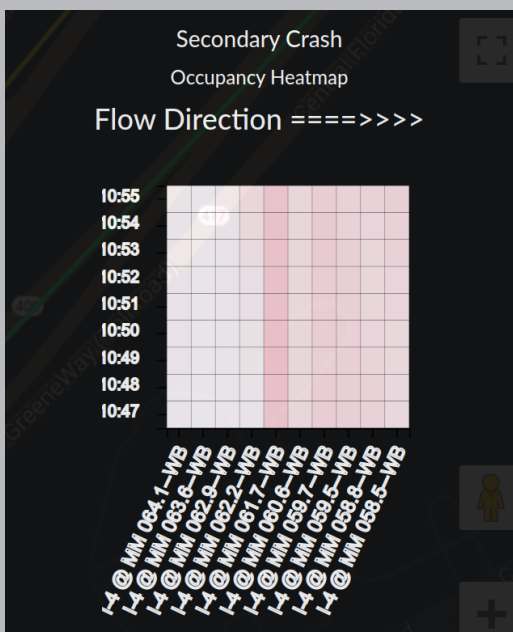 Secondary Crash
Occupancy Heatmap
Flow Direction ====>>>>
10:55
10:54
10:53
10:52
10:51
10:50
10:49
10:48
10:47
I-4 @ MM 064.1--WB
I-4 @ MM 063.6--WB
I-4 @ MM 062.9--WB
I-4 @ MM 062.2--WB
I-4 @ MM 061.7--WB
I-4 @ MM 060.6--WB
I-4 @ MM 059.7--WB
I-4 @ MM 059.5--WB
I-4 @ MM 058.8--WB
I-4 @ MM 058.5--WB